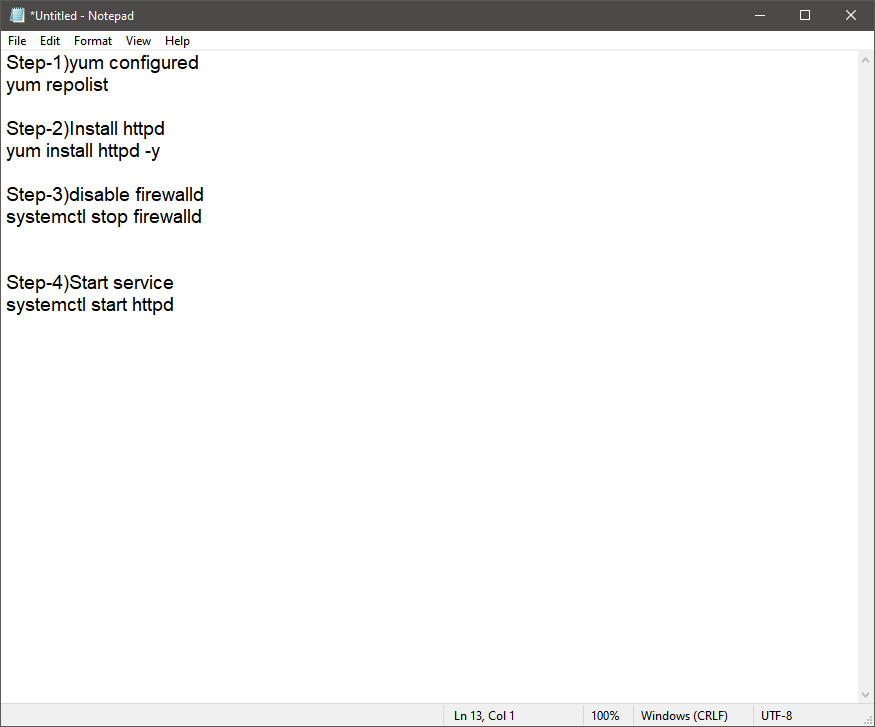 *Untitled - Notepad
File Edit Format View Help
Step-1)yum configured
yum repolist
Step-2)Install httpd
yum install httpd -y
Step-3)disable firewalld
systemctl stop firewalld
Step-4)Start service
systemctl start httpd
Ln 13, Col 1 100% Windows (CRLF) UTF-8